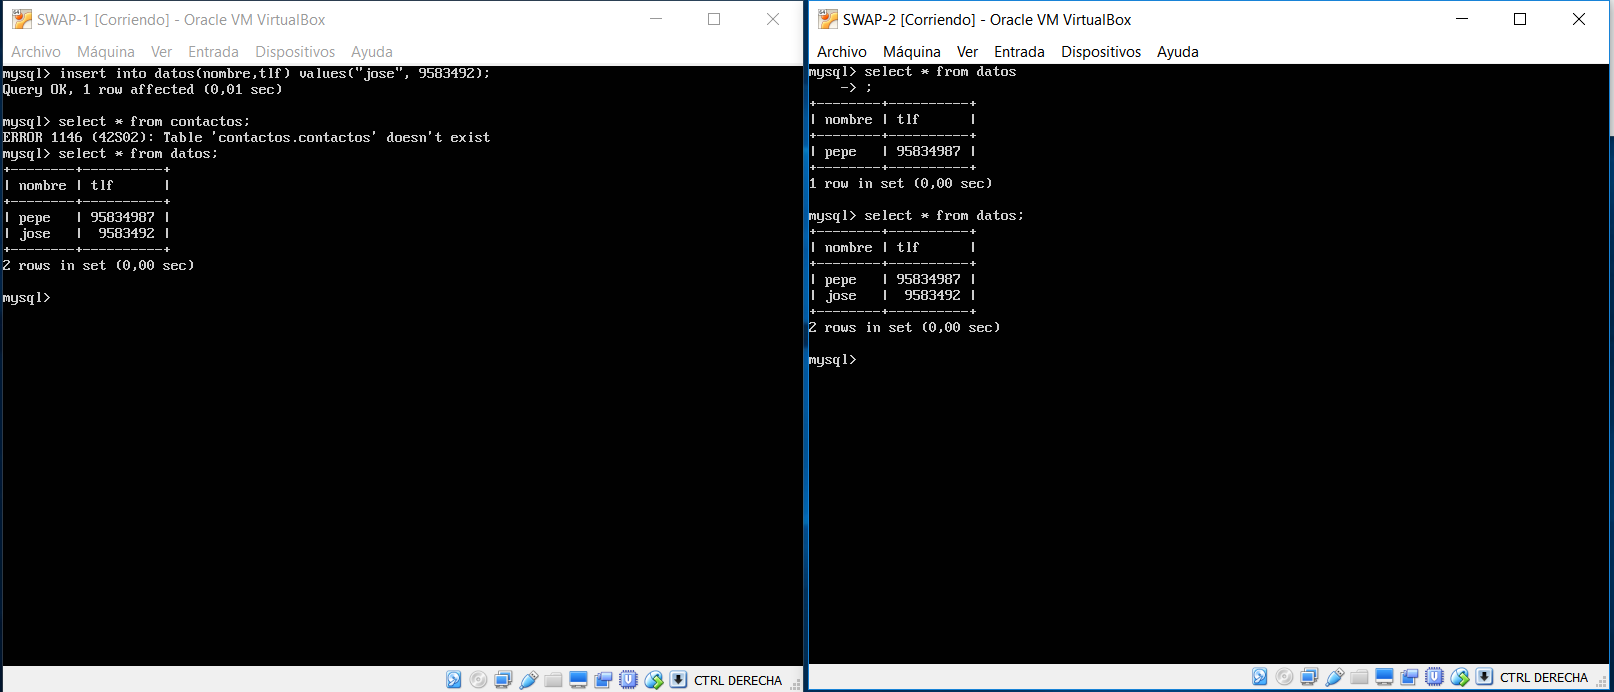 SWAP-1 [Corriendo] - Oracle VM VirtualBox
Archivo Máquina Ver Entrada Dispositivos Ayuda
mysql> insert into datos(nombre,tlf) values("jose", 9583492);
Query OK, 1 row affected (0,01 sec)
mysql> select * from contactos;
ERROR 1146 (42S02): Table 'contactos.contactos' doesn't exist
mysql> select * from datos;
+--------+----------+
| nombre | tlf      |
+--------+----------+
| pepe   | 95834987 |
| jose   |  9583492 |
+--------+----------+
2 rows in set (0,00 sec)
mysql>
CTRL DERECHA
SWAP-2 [Corriendo] - Oracle VM VirtualBox
Archivo Máquina Ver Entrada Dispositivos Ayuda
mysql> select * from datos
    -> ;
+--------+----------+
| nombre | tlf      |
+--------+----------+
| pepe   | 95834987 |
+--------+----------+
1 row in set (0,00 sec)
mysql> select * from datos;
+--------+----------+
| nombre | tlf      |
+--------+----------+
| pepe   | 95834987 |
| jose   |  9583492 |
+--------+----------+
2 rows in set (0,00 sec)
mysql>
CTRL DERECHA